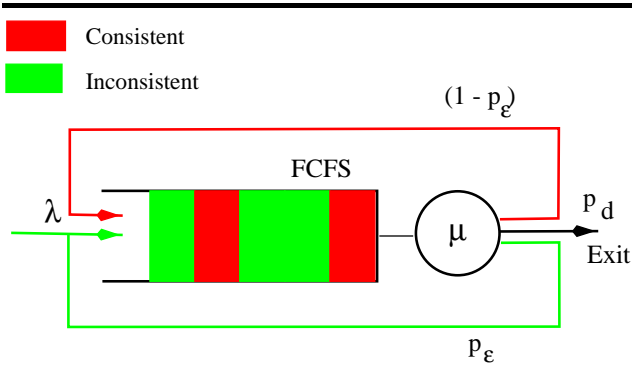 Consistent
Inconsistent
(1 - pε)
FCFS
λ
μ
pd
Exit
pε